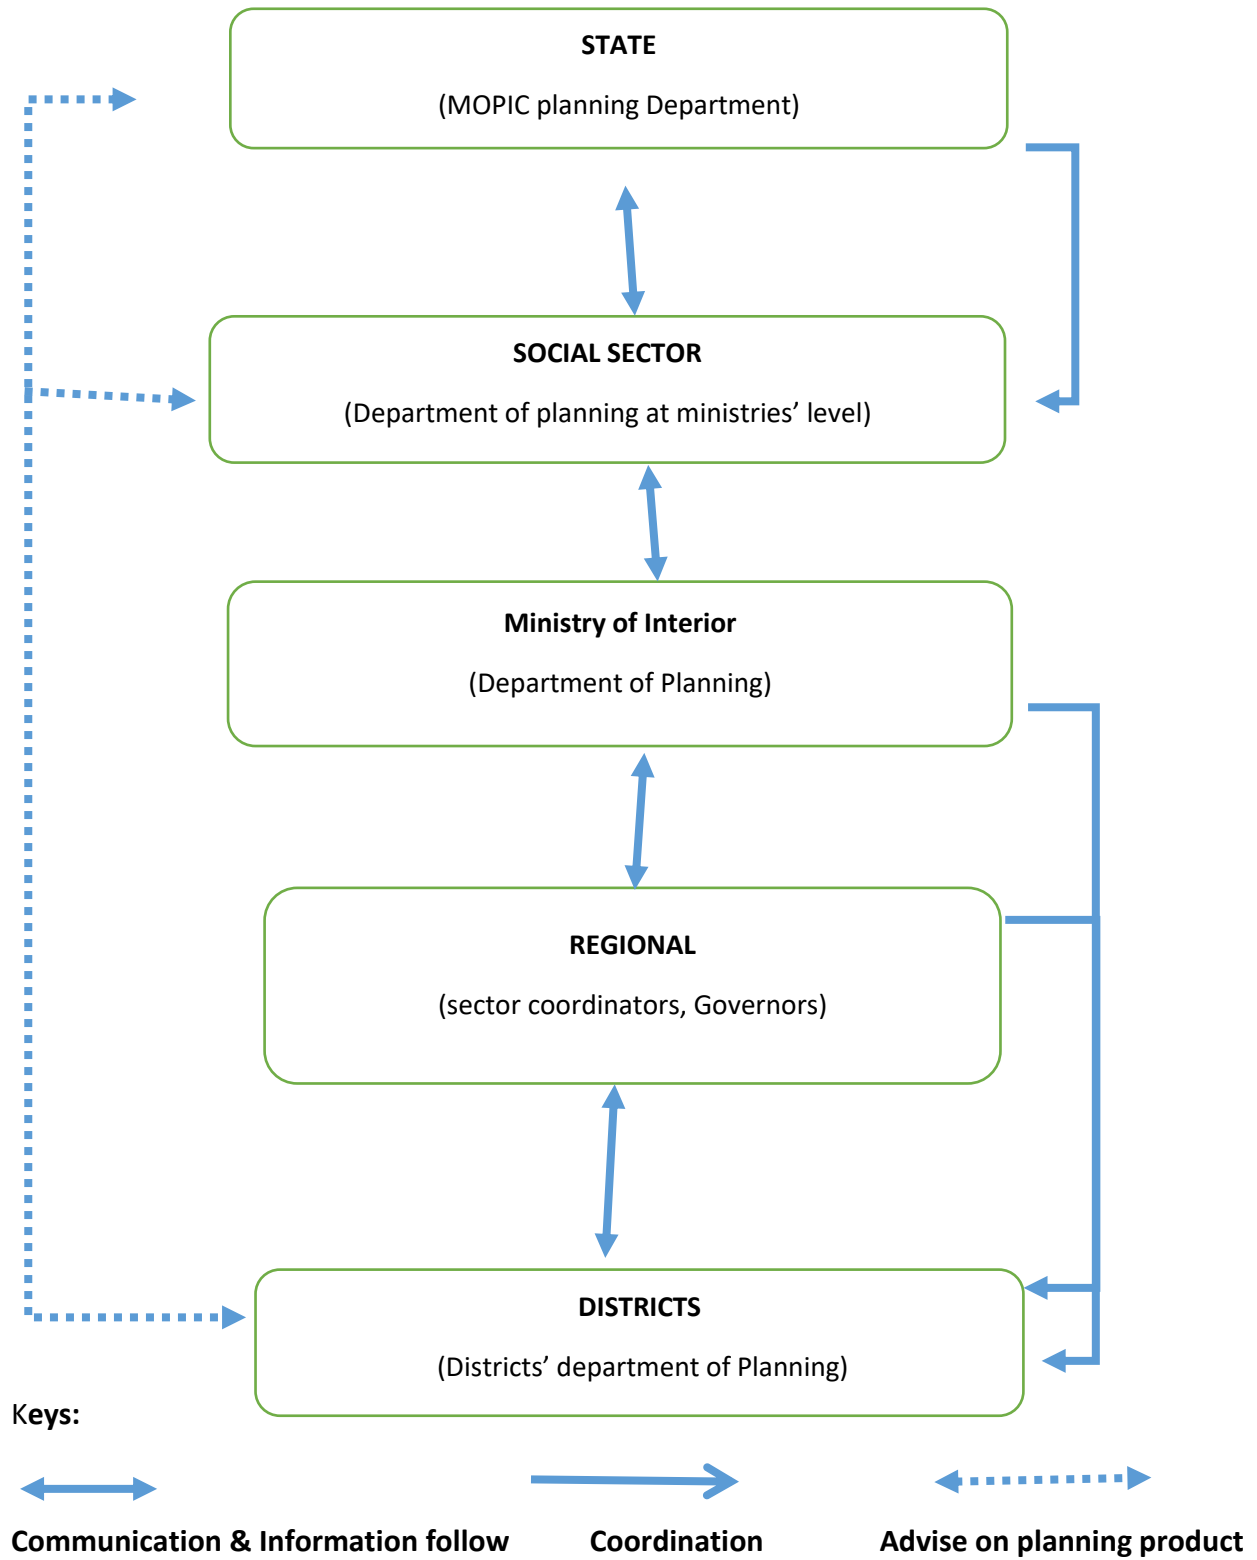 STATE
(MOPIC planning Department)
SOCIAL SECTOR
(Department of planning at ministries’ level)
Ministry of Interior
(Department of Planning)
REGIONAL
(sector coordinators, Governors)
DISTRICTS
(Districts’ department of Planning)
Keys:
Communication & Information follow
Coordination
Advise on planning product